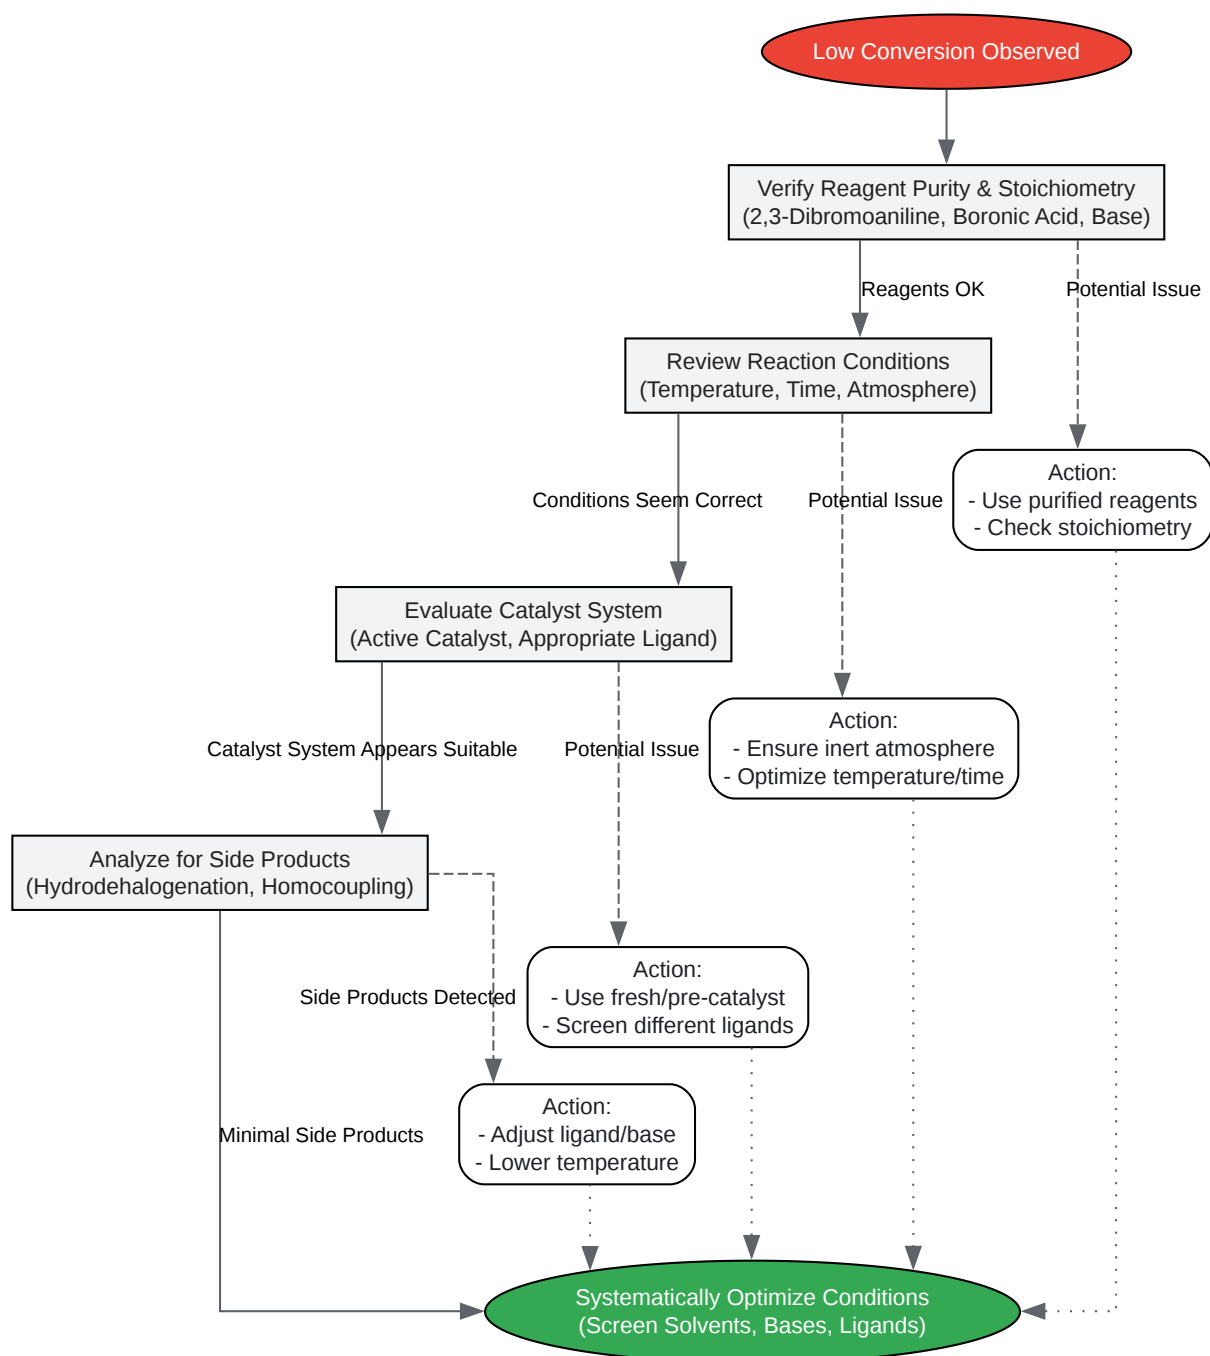 Low Conversion Observed
Verify Reagent Purity & Stoichiometry
(2,3-Dibromoaniline, Boronic Acid, Base)
Reagents OK
Potential Issue
Review Reaction Conditions
(Temperature, Time, Atmosphere)
Action:
- Use purified reagents
- Check stoichiometry
Conditions Seem Correct
Potential Issue
Evaluate Catalyst System
(Active Catalyst, Appropriate Ligand)
Action:
- Ensure inert atmosphere
- Optimize temperature/time
Catalyst System Appears Suitable
Potential Issue
Analyze for Side Products
(Hydrodehalogenation, Homocoupling)
Action:
- Use fresh/pre-catalyst
- Screen different ligands
Side Products Detected
Action:
- Adjust ligand/base
- Lower temperature
Minimal Side Products
Systematically Optimize Conditions
(Screen Solvents, Bases, Ligands)